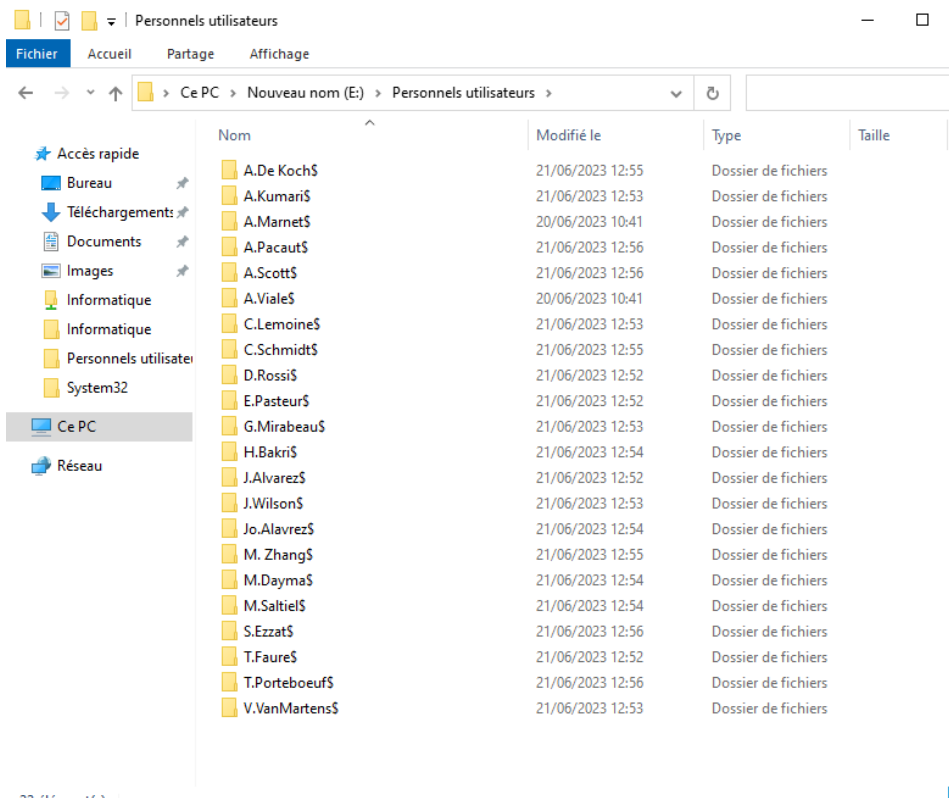 Personnels utilisateurs
Fichier Accueil Partage Affichage
Ce PC > Nouveau nom (E:) > Personnels utilisateurs >
Nom Modifié le Type Taille
Accès rapide
Bureau
Téléchargements
Documents
Images
Informatique
Informatique
Personnels utilisate
System32
Ce PC
Réseau
A.De Koch$ 21/06/2023 12:55 Dossier de fichiers
A.Kumari$ 21/06/2023 12:53 Dossier de fichiers
A.Marnet$ 20/06/2023 10:41 Dossier de fichiers
A.Pacaut$ 21/06/2023 12:56 Dossier de fichiers
A.Scott$ 21/06/2023 12:56 Dossier de fichiers
A.Viale$ 20/06/2023 10:41 Dossier de fichiers
C.Lemoine$ 21/06/2023 12:53 Dossier de fichiers
C.Schmidt$ 21/06/2023 12:55 Dossier de fichiers
D.Rossi$ 21/06/2023 12:52 Dossier de fichiers
E.Pasteur$ 21/06/2023 12:52 Dossier de fichiers
G.Mirabeau$ 21/06/2023 12:53 Dossier de fichiers
H.Bakri$ 21/06/2023 12:54 Dossier de fichiers
J.Alvarez$ 21/06/2023 12:52 Dossier de fichiers
J.Wilson$ 21/06/2023 12:53 Dossier de fichiers
Jo.Alavrez$ 21/06/2023 12:54 Dossier de fichiers
M. Zhang$ 21/06/2023 12:55 Dossier de fichiers
M.Dayma$ 21/06/2023 12:54 Dossier de fichiers
M.Saltiel$ 21/06/2023 12:54 Dossier de fichiers
S.Ezzat$ 21/06/2023 12:56 Dossier de fichiers
T.Faure$ 21/06/2023 12:52 Dossier de fichiers
T.Porteboeuf$ 21/06/2023 12:56 Dossier de fichiers
V.VanMartens$ 21/06/2023 12:53 Dossier de fichiers